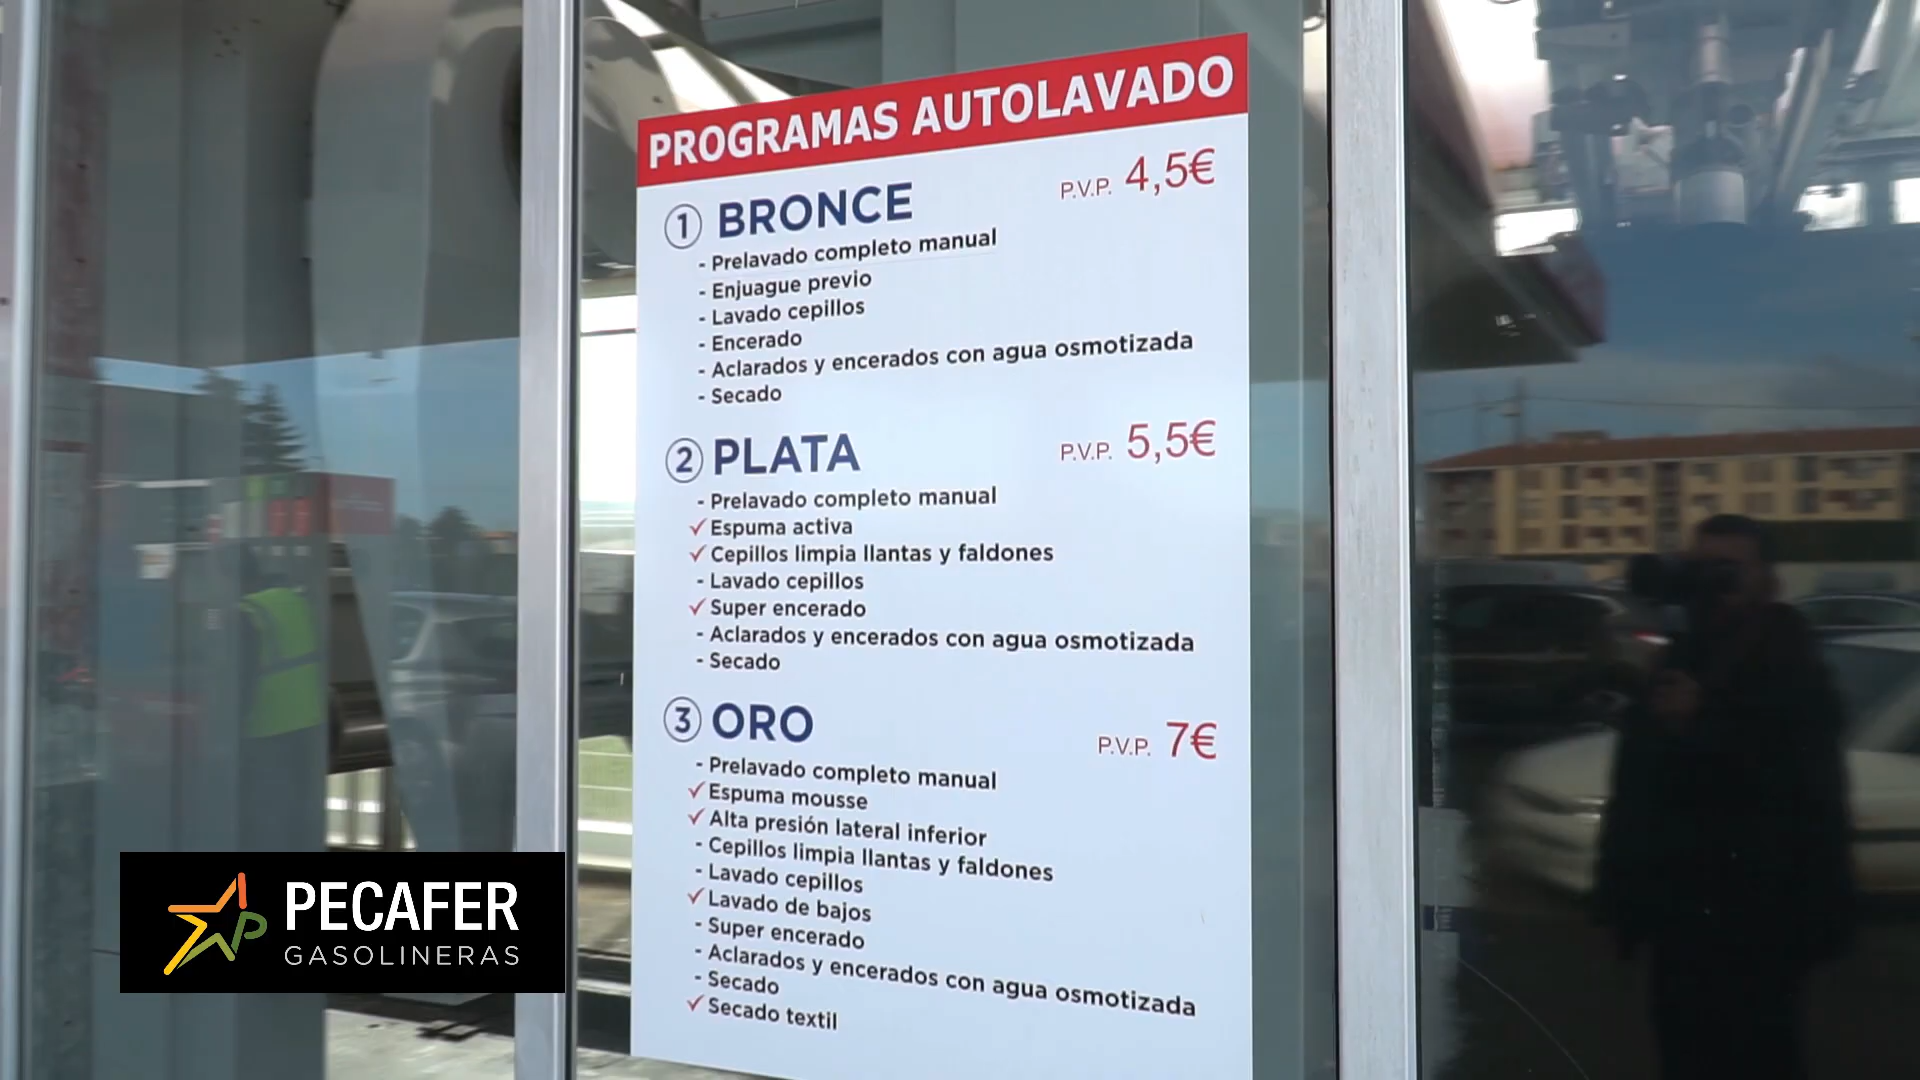 PROGRAMAS AUTOLAVADO
1 BRONCE P.V.P. 4,5€
- Prelavado completo manual
- Enjuague previo
- Lavado cepillos
- Encerado
- Aclarados y encerados con agua osmotizada
- Secado
2 PLATA P.V.P. 5,5€
- Prelavado completo manual
✓ Espuma activa
✓ Cepillos limpia llantas y faldones
- Lavado cepillos
✓ Super encerado
- Aclarados y encerados con agua osmotizada
- Secado
3 ORO P.V.P. 7€
- Prelavado completo manual
✓ Espuma mousse
✓ Alta presión lateral inferior
- Cepillos limpia llantas y faldones
- Lavado cepillos
✓ Lavado de bajos
- Super encerado
- Aclarados y encerados con agua osmotizada
- Secado
✓ Secado textil
PECAFER
GASOLINERAS